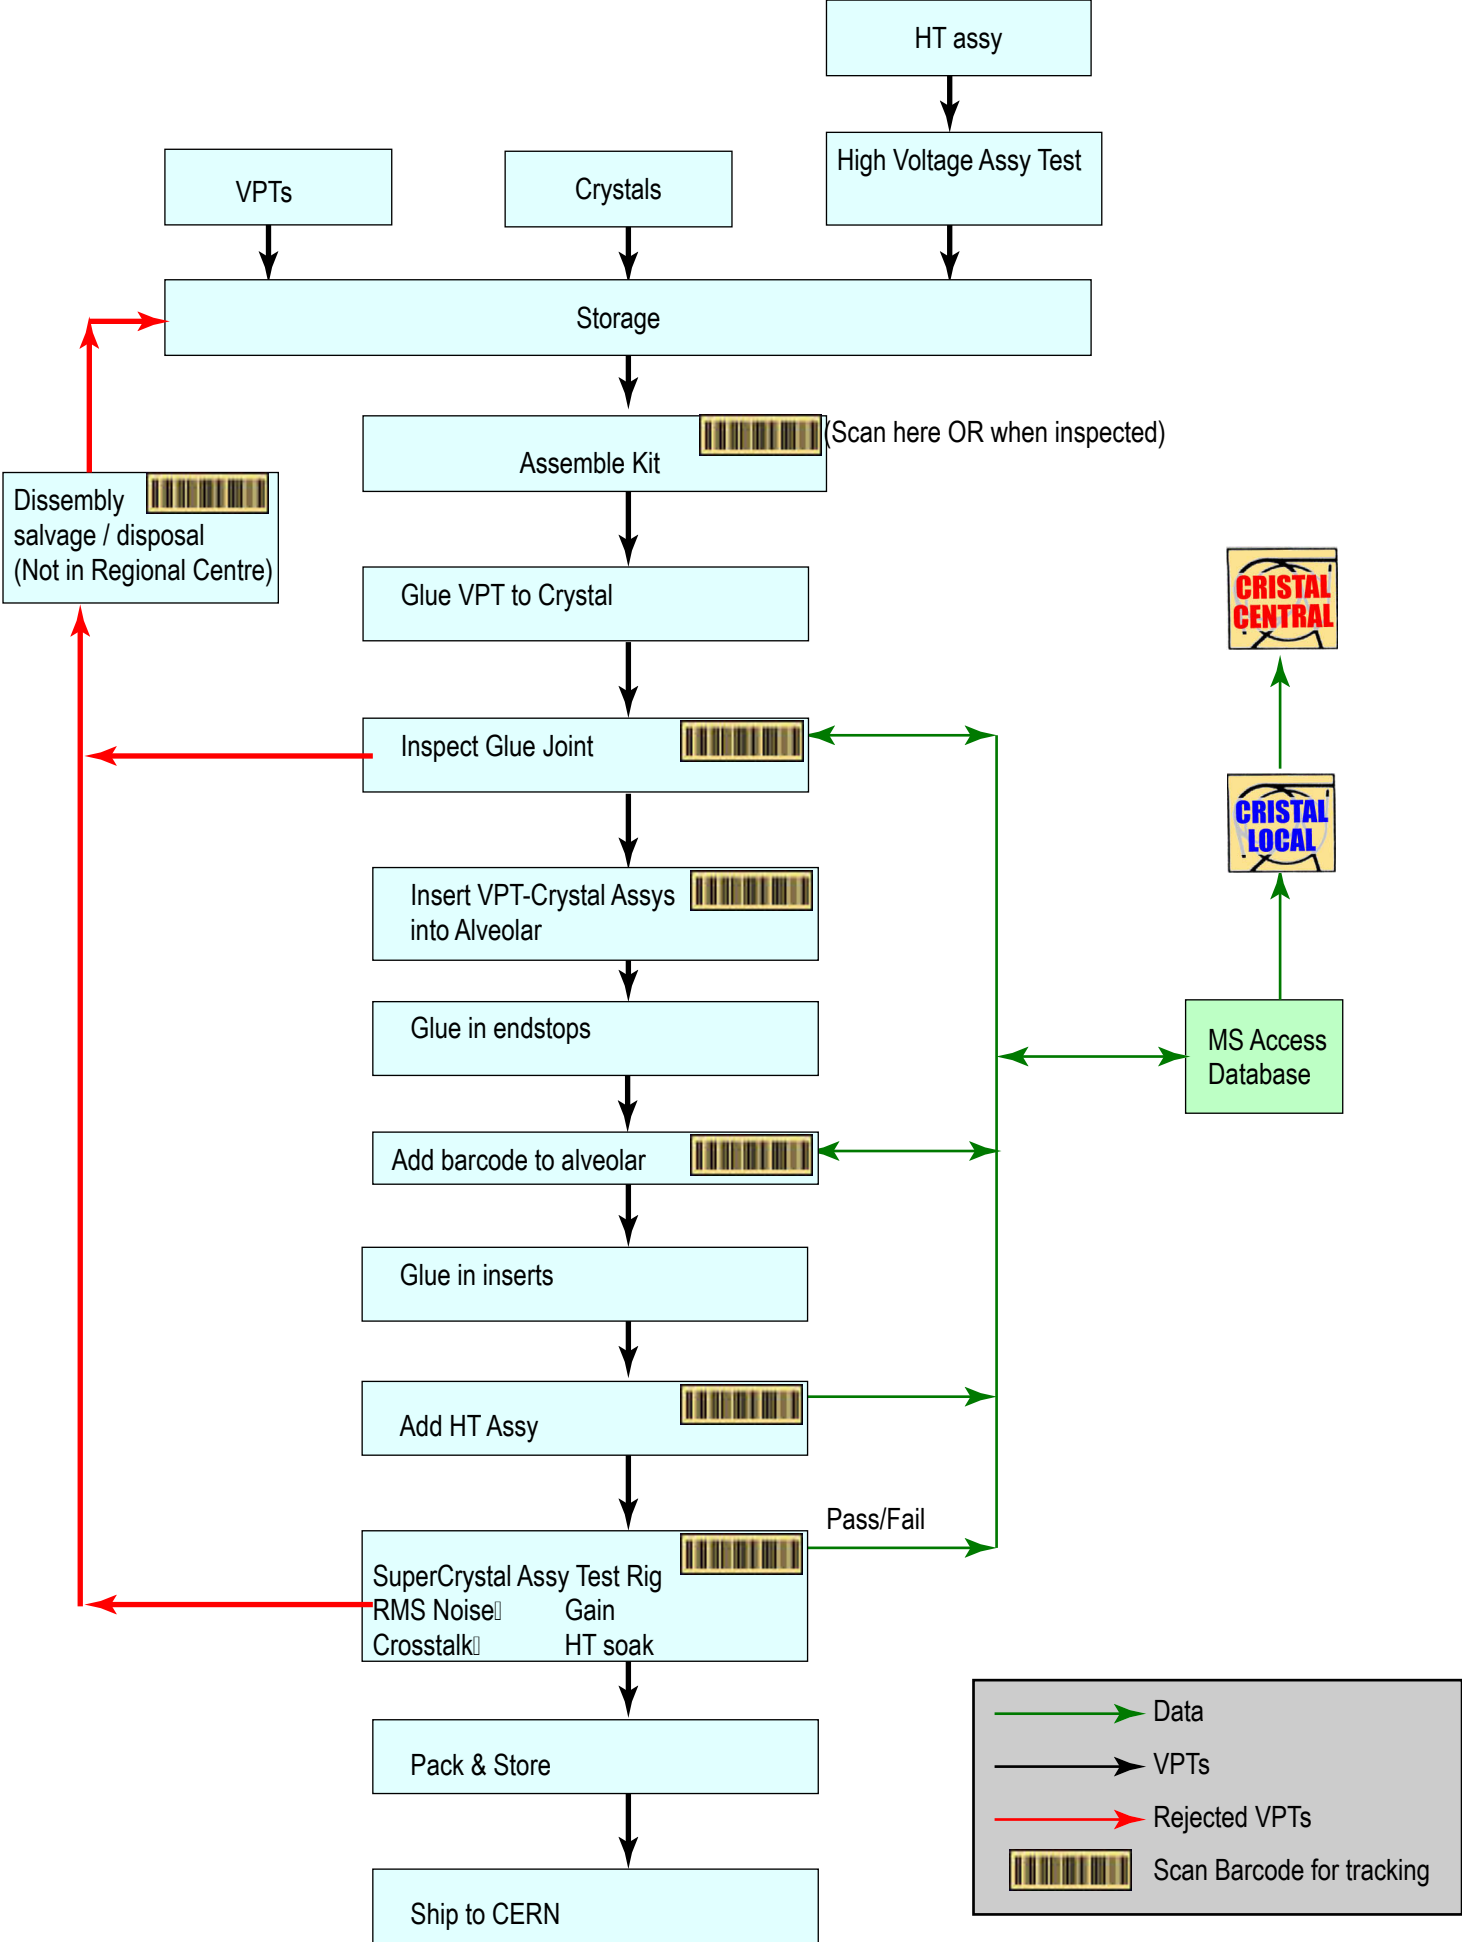 HT assy
High Voltage Assy Test
VPTs
Crystals
Storage
(Scan here OR when inspected)
Assemble Kit
Dissembly
salvage / disposal
(Not in Regional Centre)
Glue VPT to Crystal
CRISTAL
CENTRAL
Inspect Glue Joint
CRISTAL
LOCAL
Insert VPT-Crystal Assys
into Alveolar
Glue in endstops
MS Access
Database
Add barcode to alveolar
Glue in inserts
Add HT Assy
Pass/Fail
SuperCrystal Assy Test Rig
RMS Noise Gain
Crosstalk HT soak
Pack & Store
Ship to CERN
Data
VPTs
Rejected VPTs
Scan Barcode for tracking